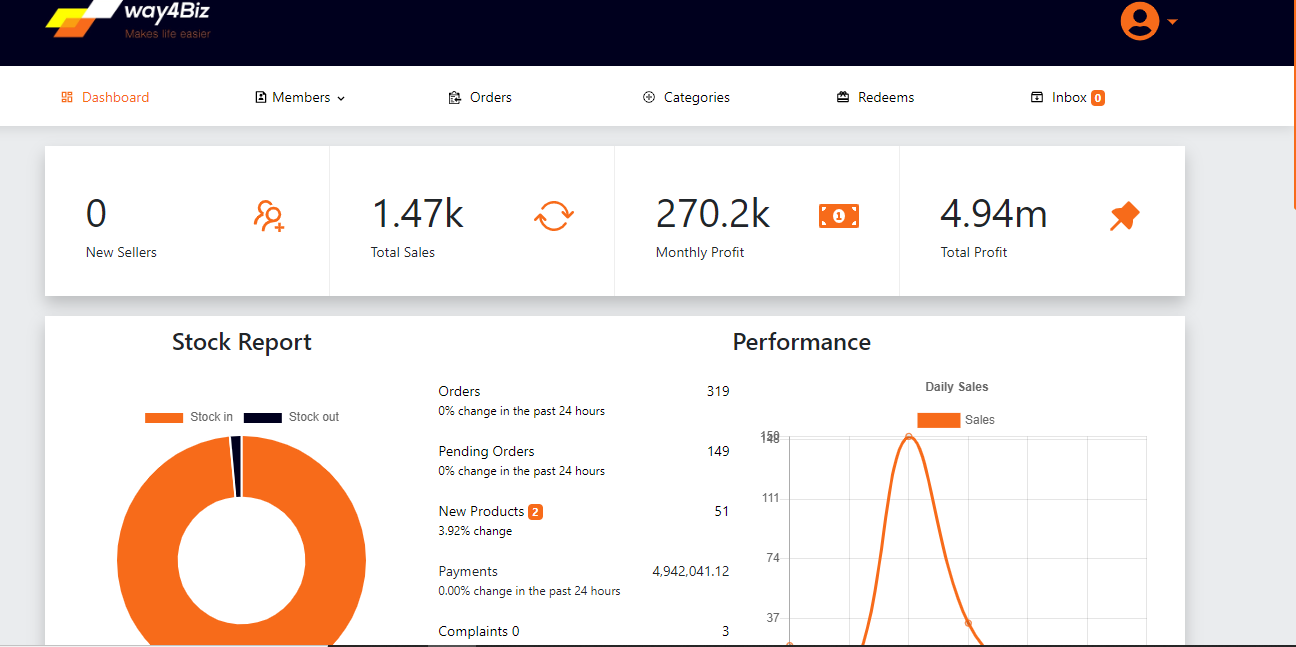 way4Biz
Makes life easier
Dashboard
Members
Orders
Categories
Redeems
Inbox 0
0
New Sellers
1.47k
Total Sales
270.2k
1
Monthly Profit
4.94m
Total Profit
Stock Report
Stock in
Stock out
Orders 319
0% change in the past 24 hours
Pending Orders 149
0% change in the past 24 hours
New Products 2 51
3.92% change
Payments 4,942,041.12
0.00% change in the past 24 hours
Complaints 0 3
Performance
Daily Sales
Sales
148
111
74
37